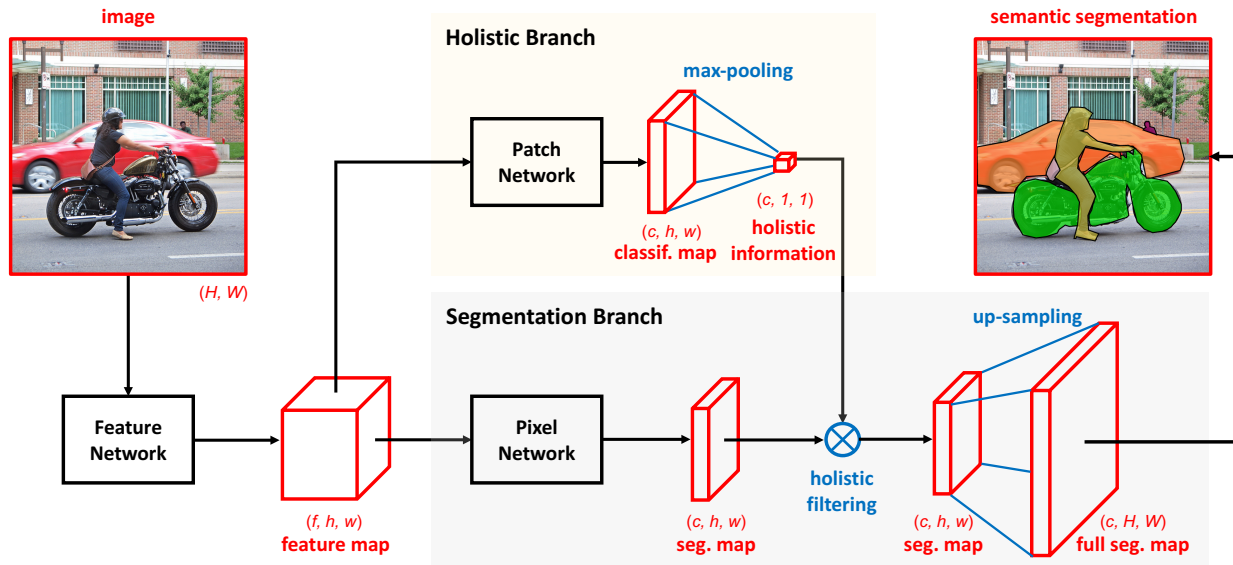 image
(H, W)
Feature
Network
(f, h, w)
feature map
Holistic Branch
max-pooling
Patch
Network
(c, h, w)
classif. map
(c, 1, 1)
holistic
information
Segmentation Branch
Pixel
Network
(c, h, w)
seg. map
holistic
filtering
up-sampling
(c, h, w)
seg. map
(c, H, W)
full seg. map
semantic segmentation